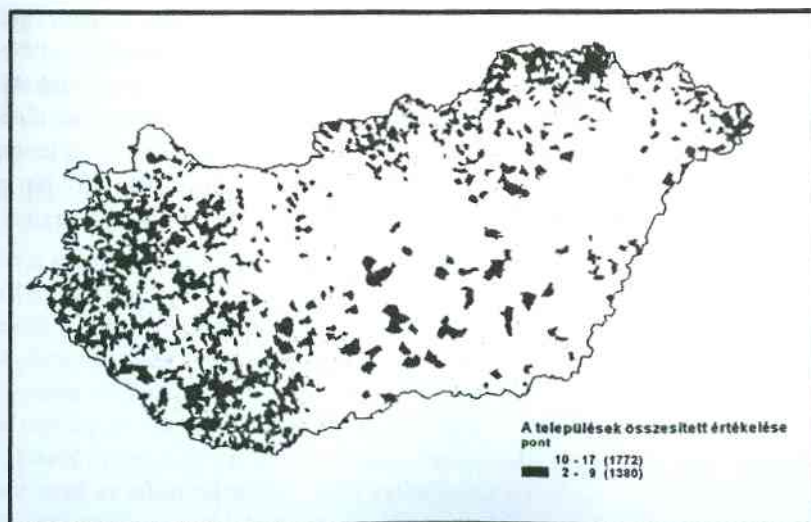 A települések összesített értékelése
pont
10 - 17 (1772)
2 - 9 (1380)